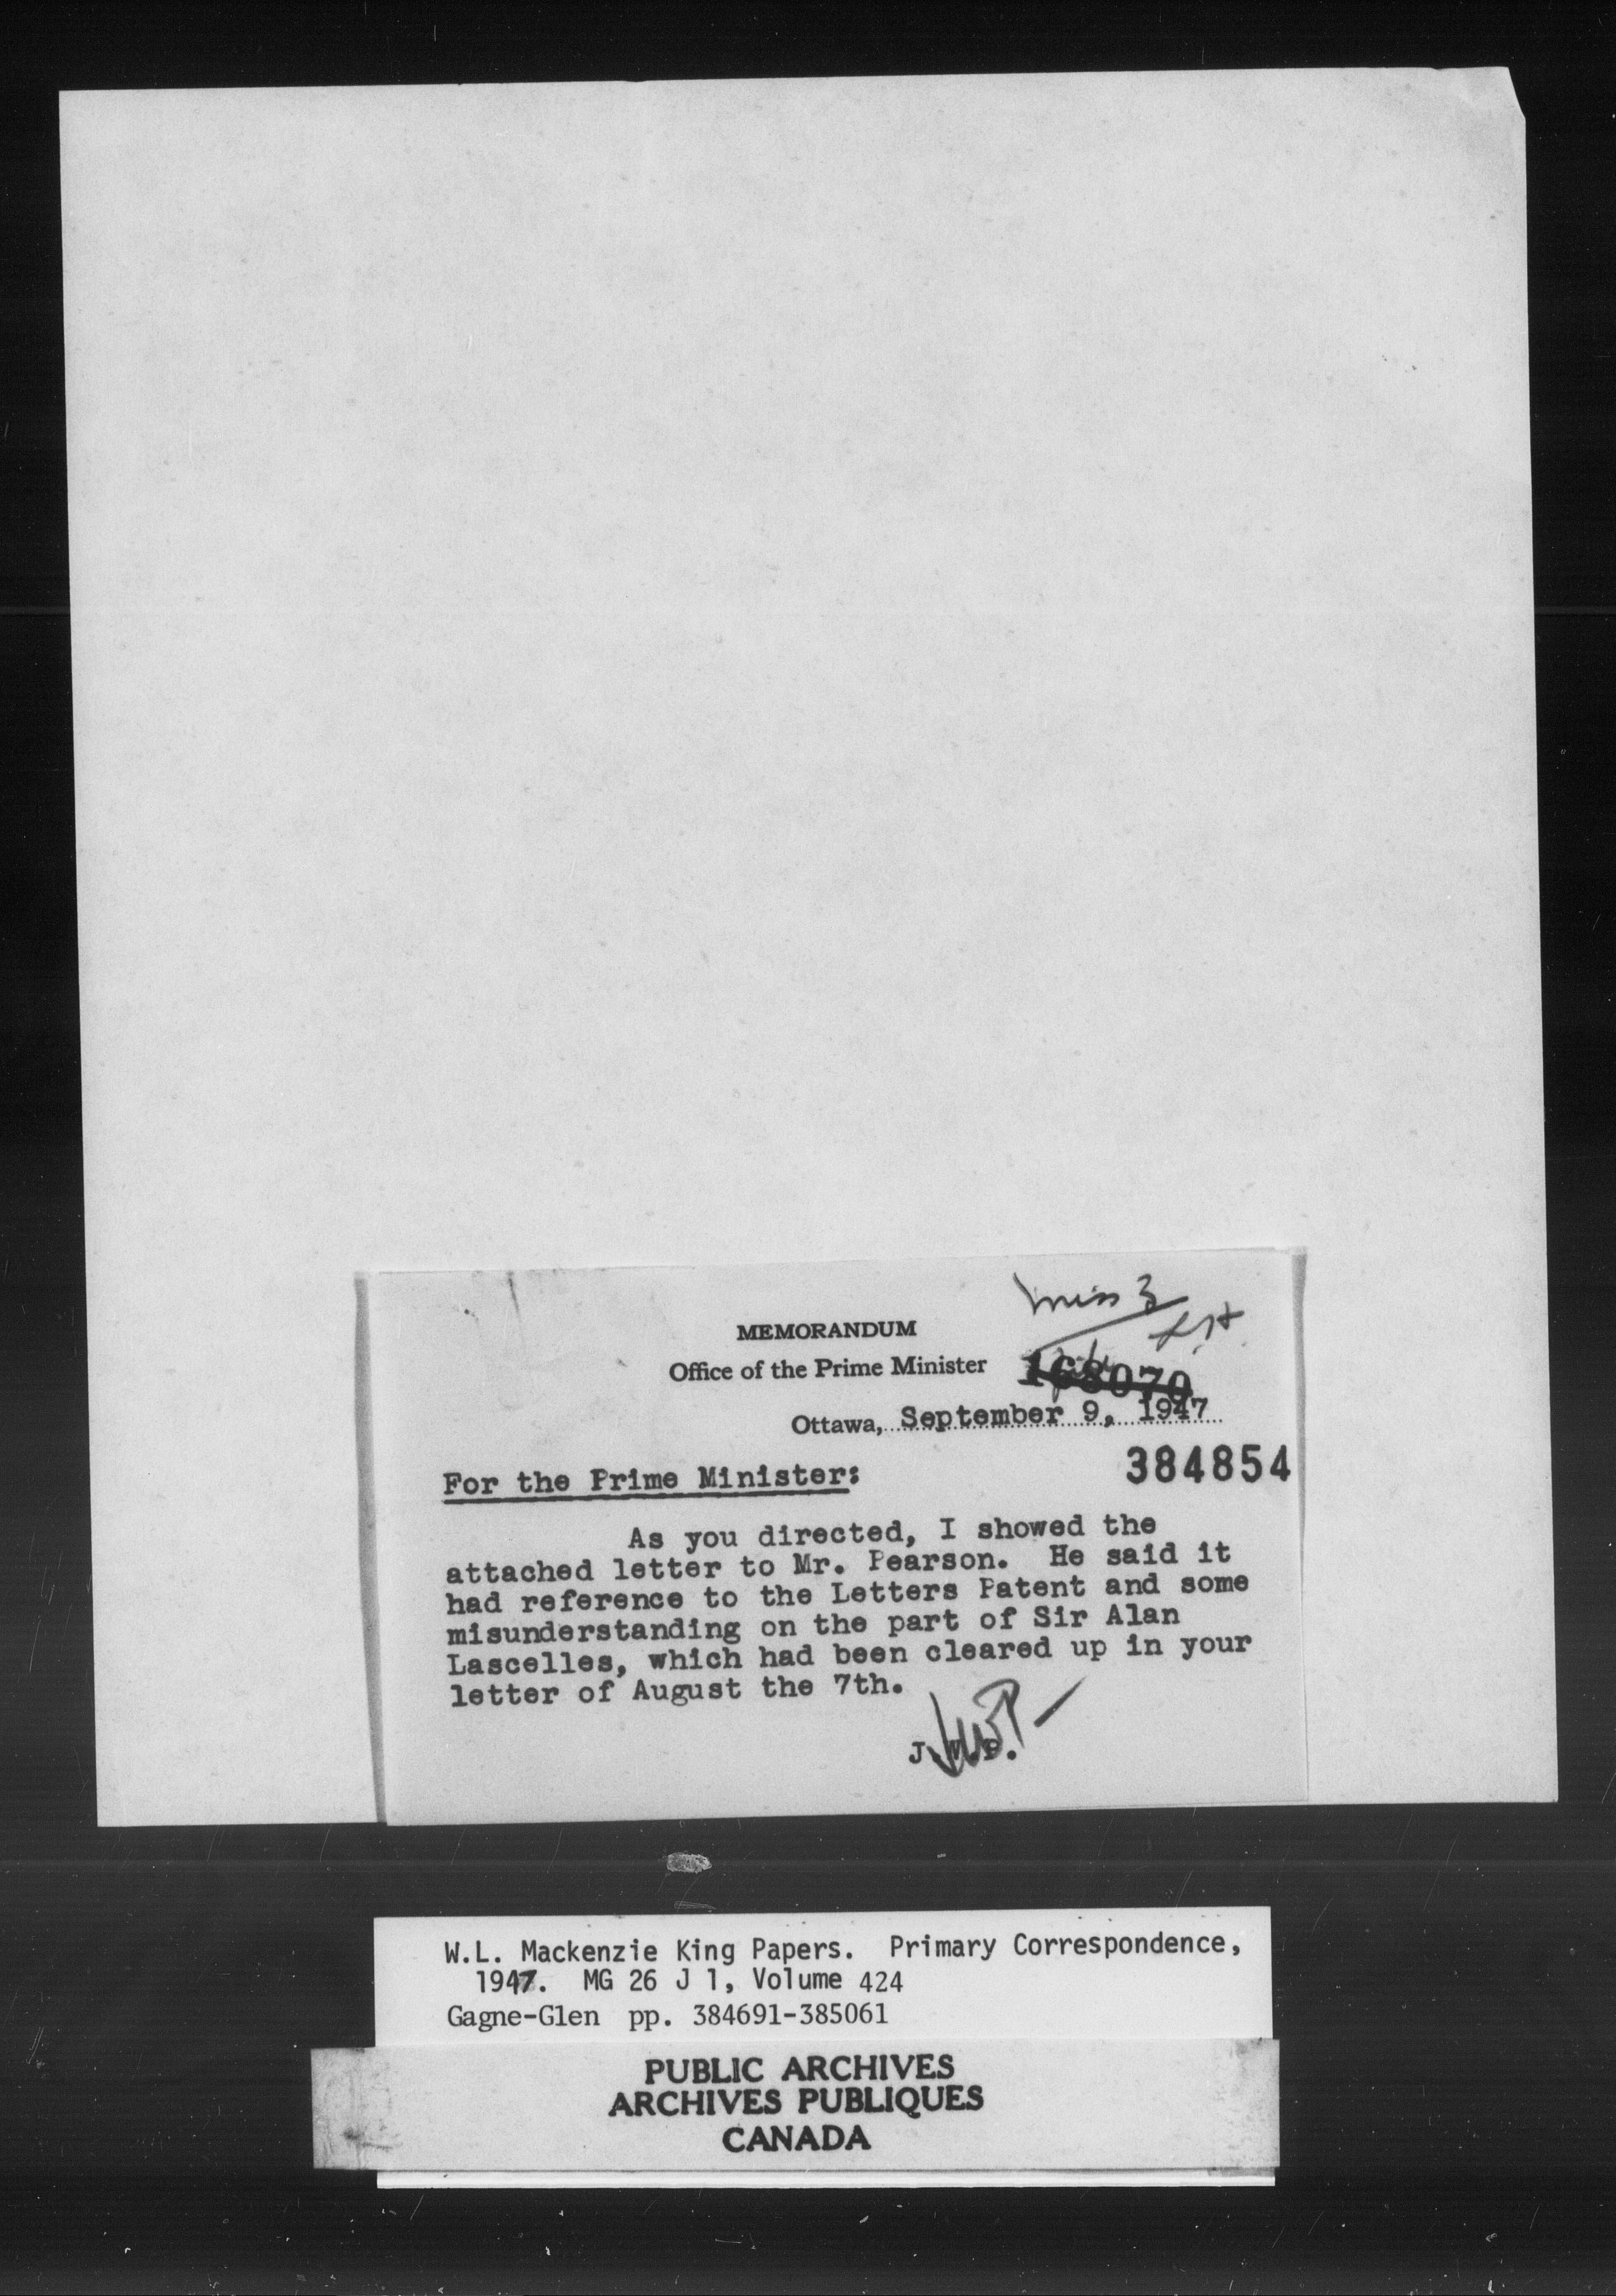 Miss Z
MEMORANDUM
Office of the Prime Minister
168070
Ottawa, September 9, 1947
384854
For the Prime Minister:
As you directed, I showed the
attached letter to Mr. Pearson. He said it
had reference to the Letters Patent and some
misunderstanding on the part of Sir Alan
Lascelles, which had been cleared up in your
letter of August the 7th.
JWP
J.W.P.
W.L. Mackenzie King Papers. Primary Correspondence,
1947. MG 26 J 1, Volume 424
Gagne-Glen pp. 384691-385061
PUBLIC ARCHIVES
ARCHIVES PUBLIQUES
CANADA